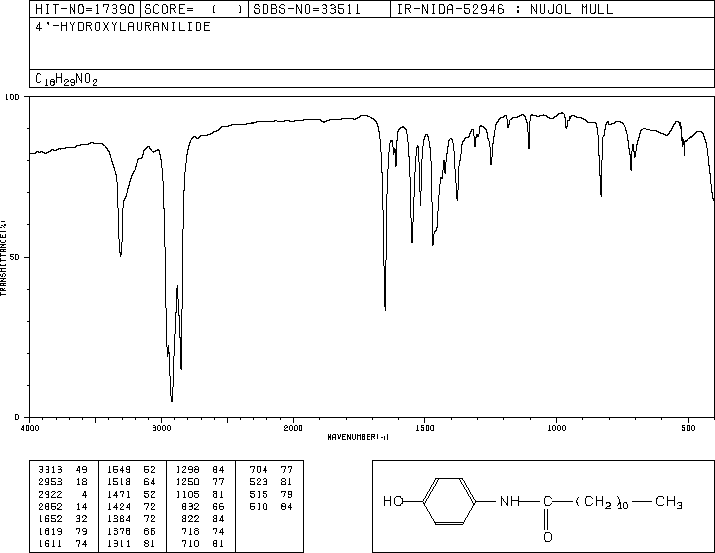 HIT-NO=17390 SCORE= ( ) SDBS-NO=33511 IR-NIDA-52946 : NUJOL MULL
4'-HYDROXYLAURANILIDE
C18H29NO2
100
50
0
TRANSMITTANCE(%)
4000 3000 2000 1500 1000 500
WAVENUMBER(-1)
3313 49 1549 52 1298 84 704 77
2953 18 1518 64 1250 77 523 81
2922 4 1471 52 1105 81 515 79
2852 14 1424 72 832 66 510 84
1652 32 1364 72 822 84
1619 79 1378 66 718 74
1611 74 1311 81 710 81
HO NH C (CH2)10 CH3
O